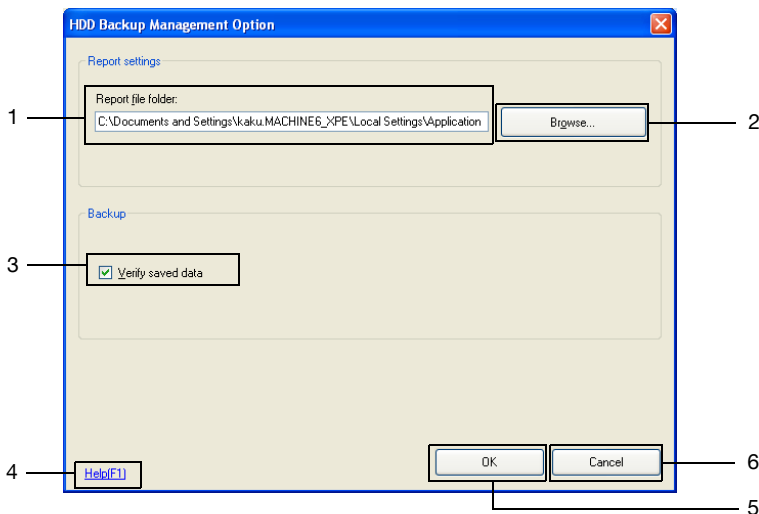 HDD Backup Management Option
Report settings
1
Report file folder:
C:\Documents and Settings\kaku.MACHINE6_XPE\Local Settings\Application
Browse...
2
Backup
3
Verify saved data
4
Help(F1)
OK
Cancel
6
5